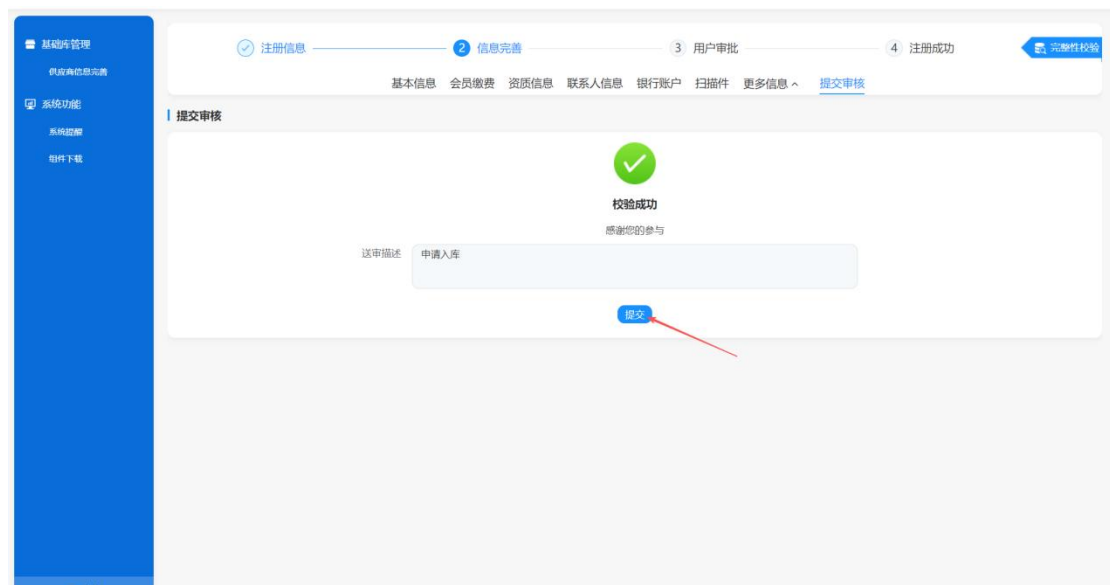 基础库管理
供应商信息完善
系统功能
系统提醒
组件下载
注册信息
2 信息完善
3 用户审批
4 注册成功
完整性校验
基本信息 会员缴费 资质信息 联系人信息 银行账户 扫描件 更多信息 提交审核
提交审核
校验成功
感谢您的参与
送审描述 申请入库
提交